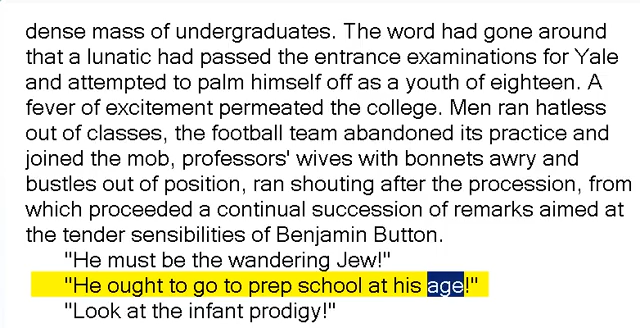 dense mass of undergraduates. The word had gone around
that a lunatic had passed the entrance examinations for Yale
and attempted to palm himself off as a youth of eighteen. A
fever of excitement permeated the college. Men ran hatless
out of classes, the football team abandoned its practice and
joined the mob, professors' wives with bonnets awry and
bustles out of position, ran shouting after the procession, from
which proceeded a continual succession of remarks aimed at
the tender sensibilities of Benjamin Button.
"He must be the wandering Jew!"
"He ought to go to prep school at his age!"
"Look at the infant prodigy!"